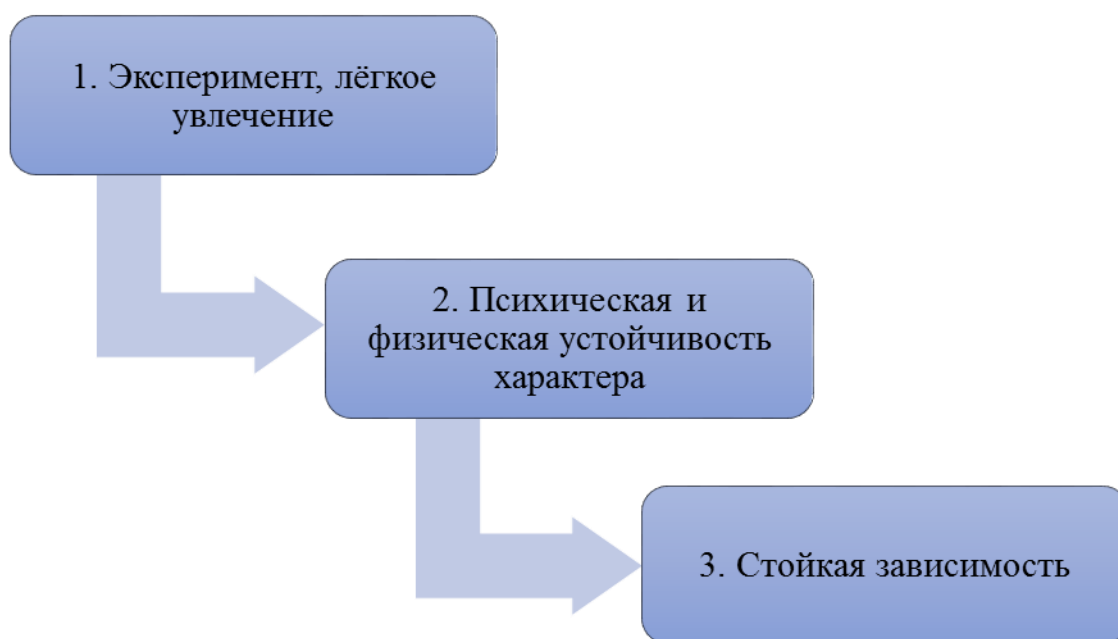 1. Эксперимент, лёгкое
увлечение
2. Психическая и
физическая устойчивость
характера
3. Стойкая зависимость